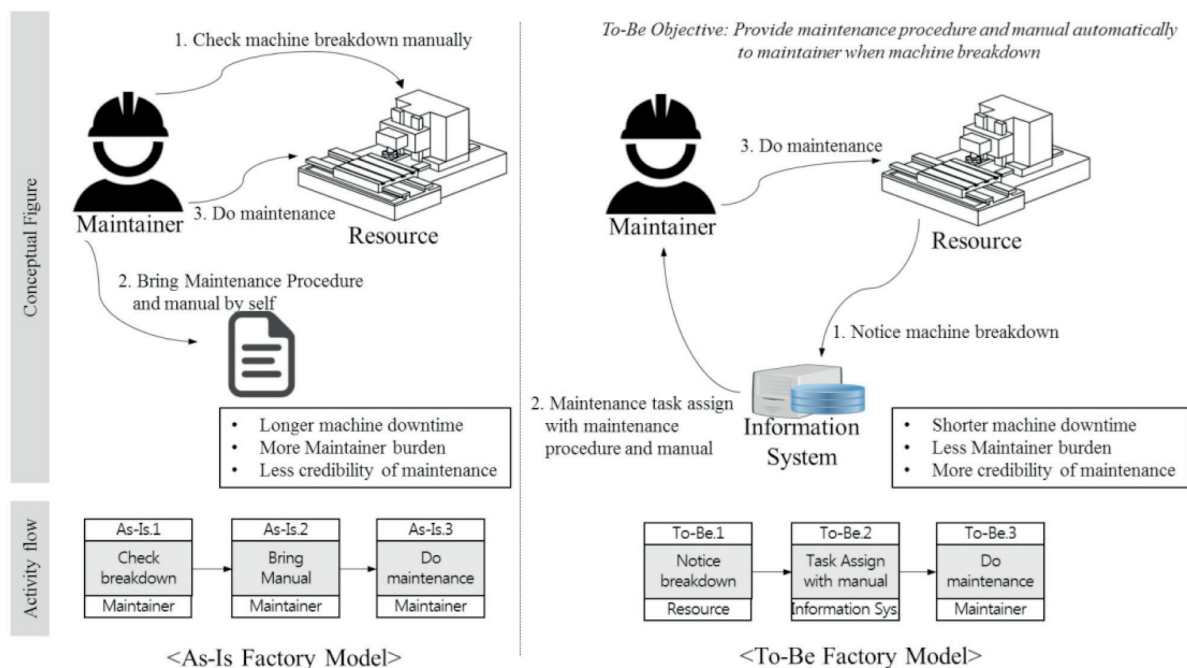 Conceptual Figure
1. Check machine breakdown manually
Maintainer
3. Do maintenance
Resource
2. Bring Maintenance Procedure
and manual by self
• Longer machine downtime
• More Maintainer burden
• Less credibility of maintenance
To-Be Objective: Provide maintenance procedure and manual automatically
to maintainer when machine breakdown
3. Do maintenance
Maintainer
Resource
1. Notice machine breakdown
2. Maintenance task assign
with maintenance
procedure and manual
Information
System
• Shorter machine downtime
• Less Maintainer burden
• More credibility of maintenance
Activity flow
As-Is.1
Check
breakdown
Maintainer
As-Is.2
Bring
Manual
Maintainer
As-Is.3
Do
maintenance
Maintainer
<As-Is Factory Model>
To-Be.1
Notice
breakdown
Resource
To-Be.2
Task Assign
with manual
Information Sys.
To-Be.3
Do
maintenance
Maintainer
<To-Be Factory Model>